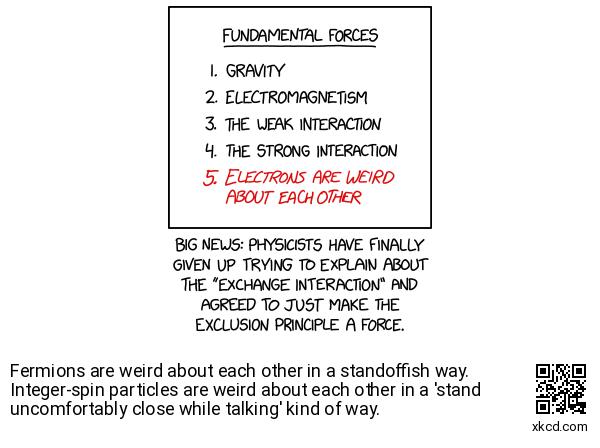 FUNDAMENTAL FORCES
1. GRAVITY
2. ELECTROMAGNETISM
3. THE WEAK INTERACTION
4. THE STRONG INTERACTION
5. ELECTRONS ARE WEIRD
ABOUT EACH OTHER
BIG NEWS: PHYSICISTS HAVE FINALLY
GIVEN UP TRYING TO EXPLAIN ABOUT
THE "EXCHANGE INTERACTION" AND
AGREED TO JUST MAKE THE
EXCLUSION PRINCIPLE A FORCE.
Fermions are weird about each other in a standoffish way.
Integer-spin particles are weird about each other in a 'stand
uncomfortably close while talking' kind of way.
xkcd.com